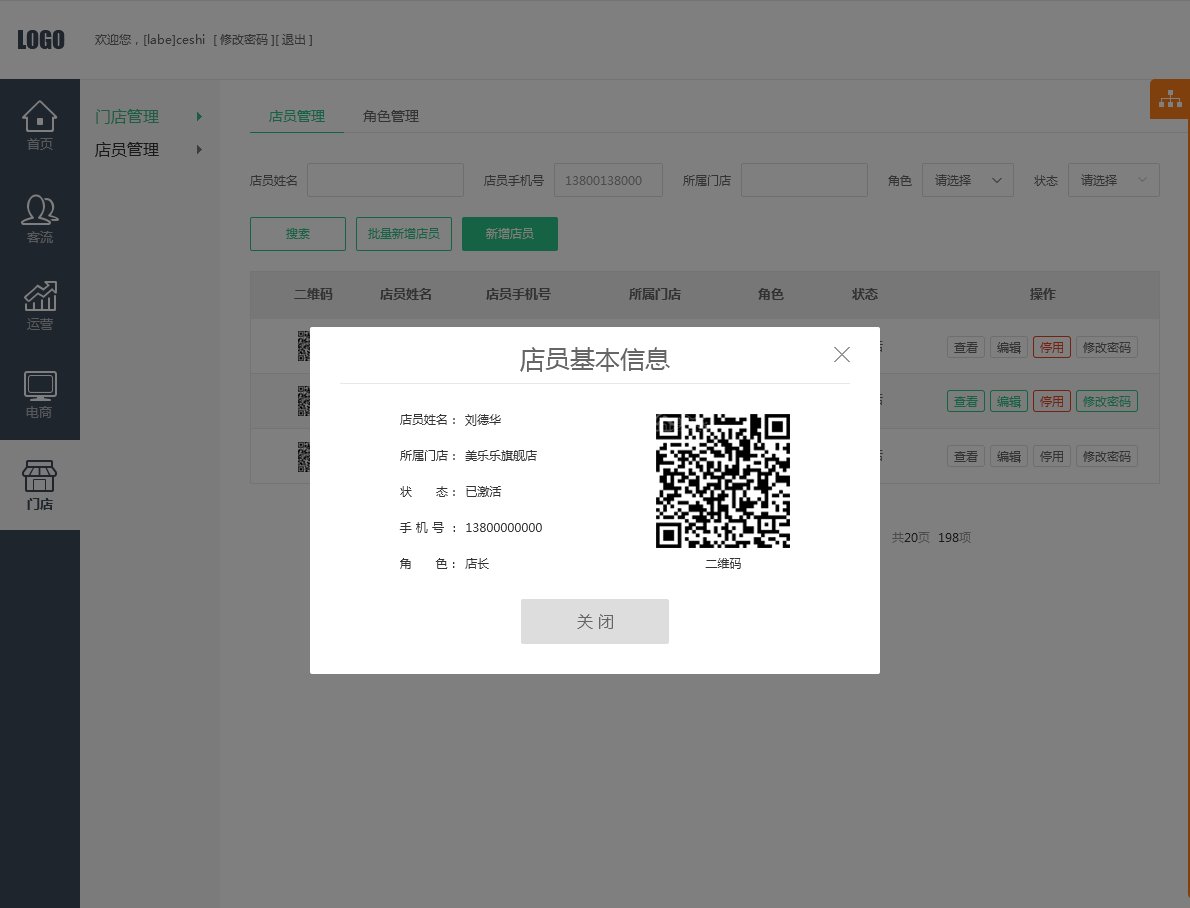 LOGO 欢迎您，[labe]ceshi [ 修改密码 ][ 退出 ]
首页
客流
运营
电商
门店
门店管理
店员管理
店员管理 角色管理
店员姓名 店员手机号 13800138000 所属门店 角色 请选择 状态 请选择
搜索 批量新增店员 新增店员
二维码 店员姓名 店员手机号 所属门店 角色 状态 操作
查看 编辑 停用 修改密码
查看 编辑 停用 修改密码
查看 编辑 停用 修改密码
共20页 198项
店员基本信息
店员姓名： 刘德华
所属门店： 美乐乐旗舰店
状 态： 已激活
手 机 号 ： 13800000000
角 色： 店长
二维码
关 闭